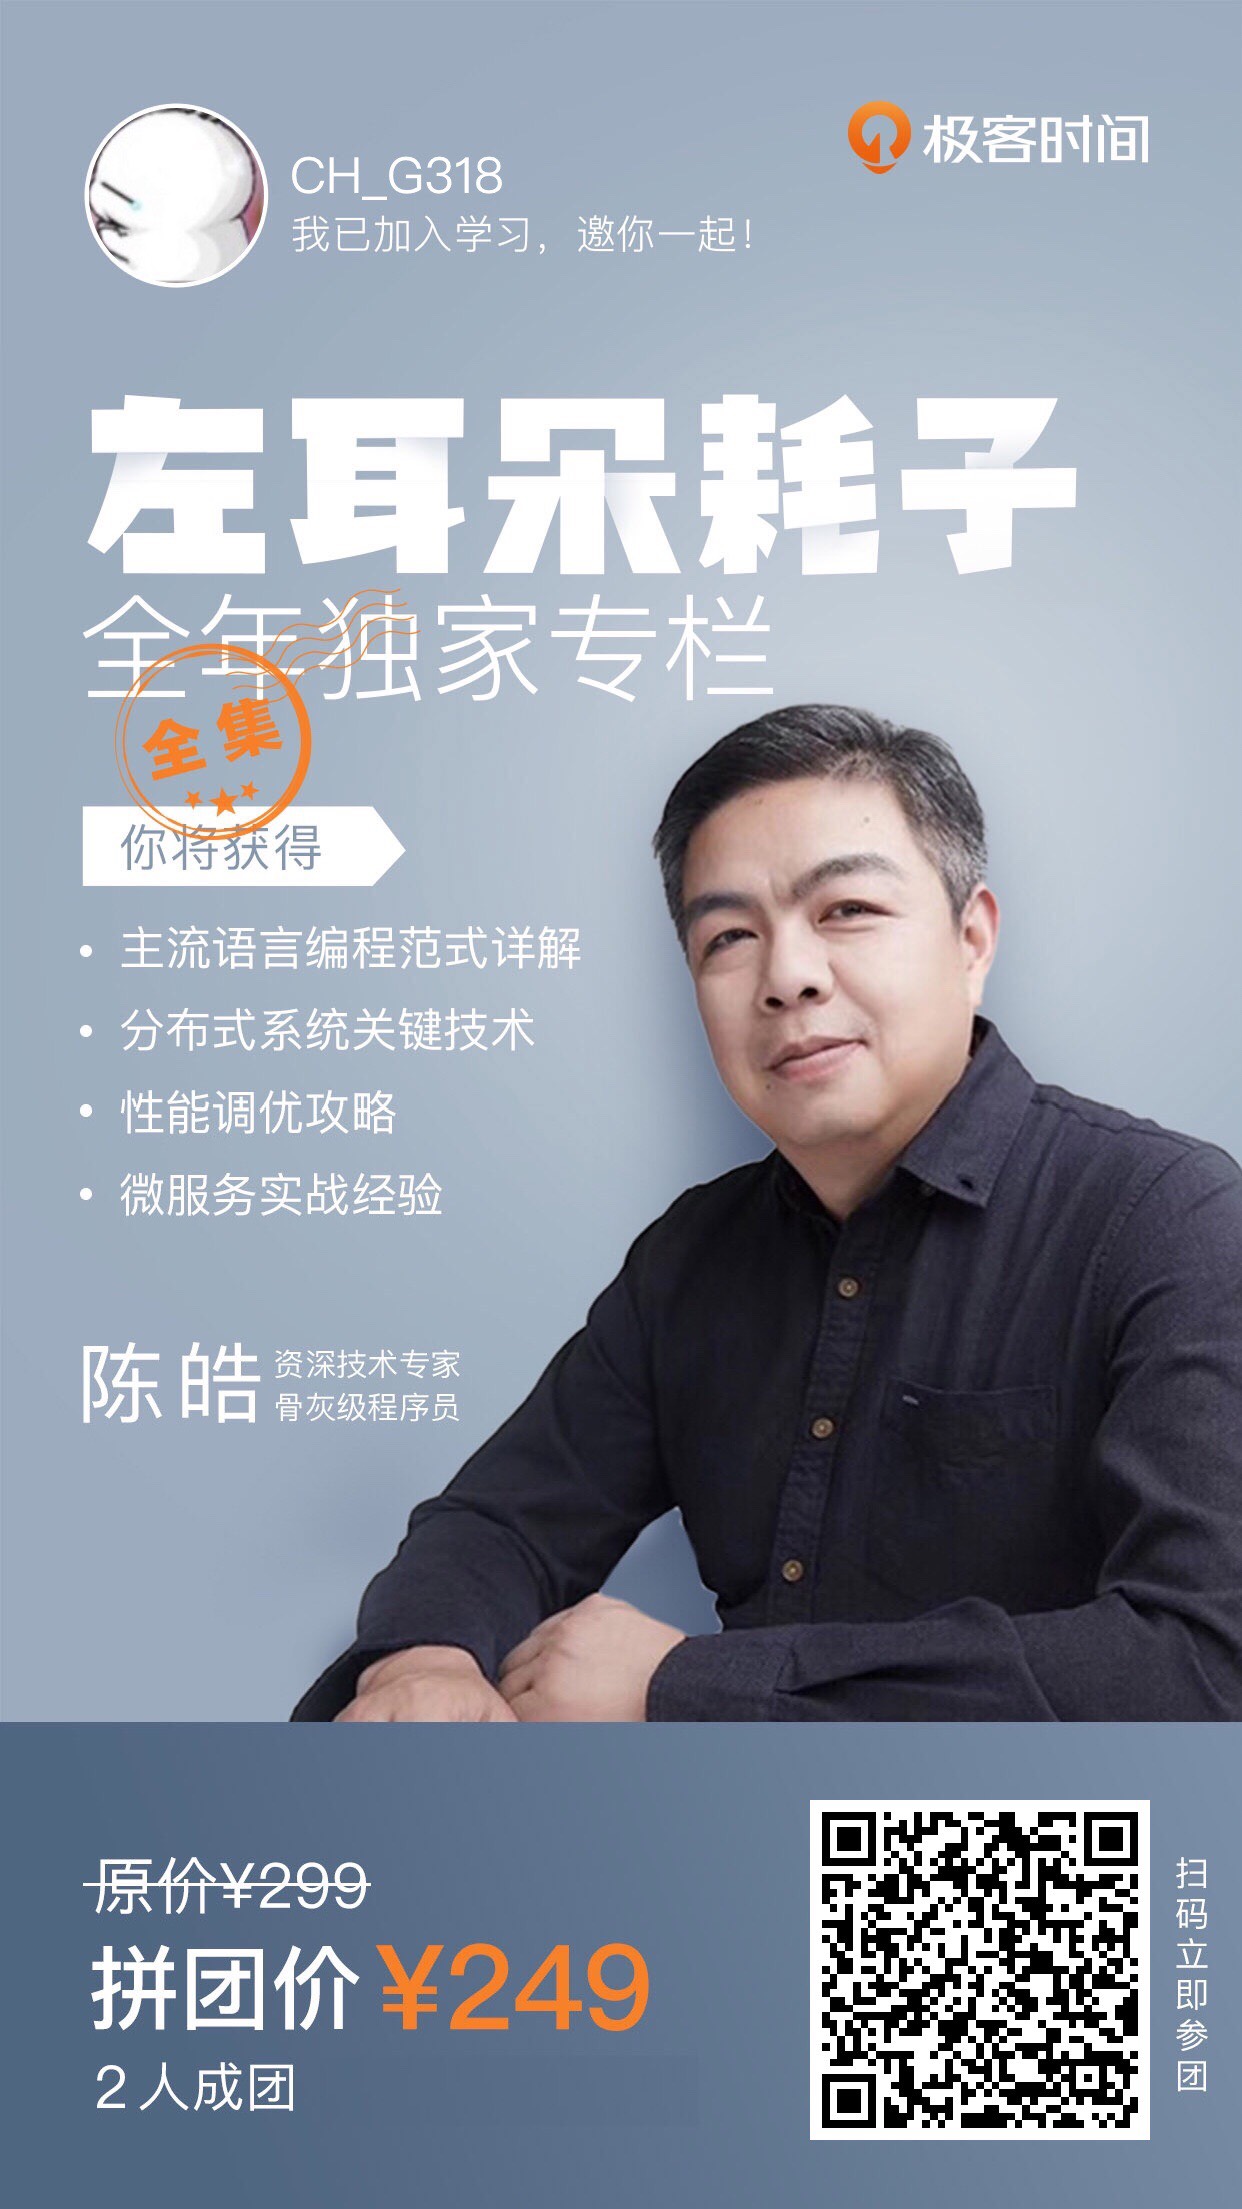 极客时间
CH_G318
我已加入学习，邀你一起！
左耳朵耗子
全年独家专栏
全集
你将获得
• 主流语言编程范式详解
• 分布式系统关键技术
• 性能调优攻略
• 微服务实战经验
陈皓
资深技术专家
骨灰级程序员
原价¥299
拼团价¥249
2人成团
扫码立即参团